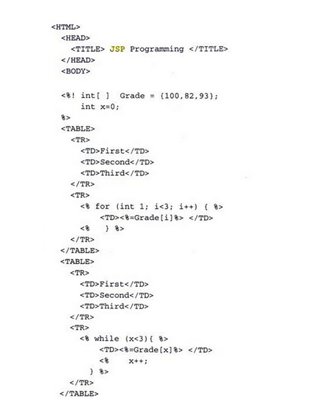 <HTML>
<HEAD>
<TITLE> JSP Programming </TITLE>
</HEAD>
<BODY>
<%! int[ ]  Grade = {100,82,93};
int x=0;
%>
<TABLE>
<TR>
<TD>First</TD>
<TD>Second</TD>
<TD>Third</TD>
</TR>
<TR>
<% for (int 1; i<3; i++) { %>
<TD><%=Grade[i]%> </TD>
<%   } %>
</TR>
</TABLE>
<TABLE>
<TR>
<TD>First</TD>
<TD>Second</TD>
<TD>Third</TD>
</TR>
<TR>
<% while (x<3){ %>
<TD><%=Grade[x]%> </TD>
<%   x++;
} %>
</TR>
</TABLE>